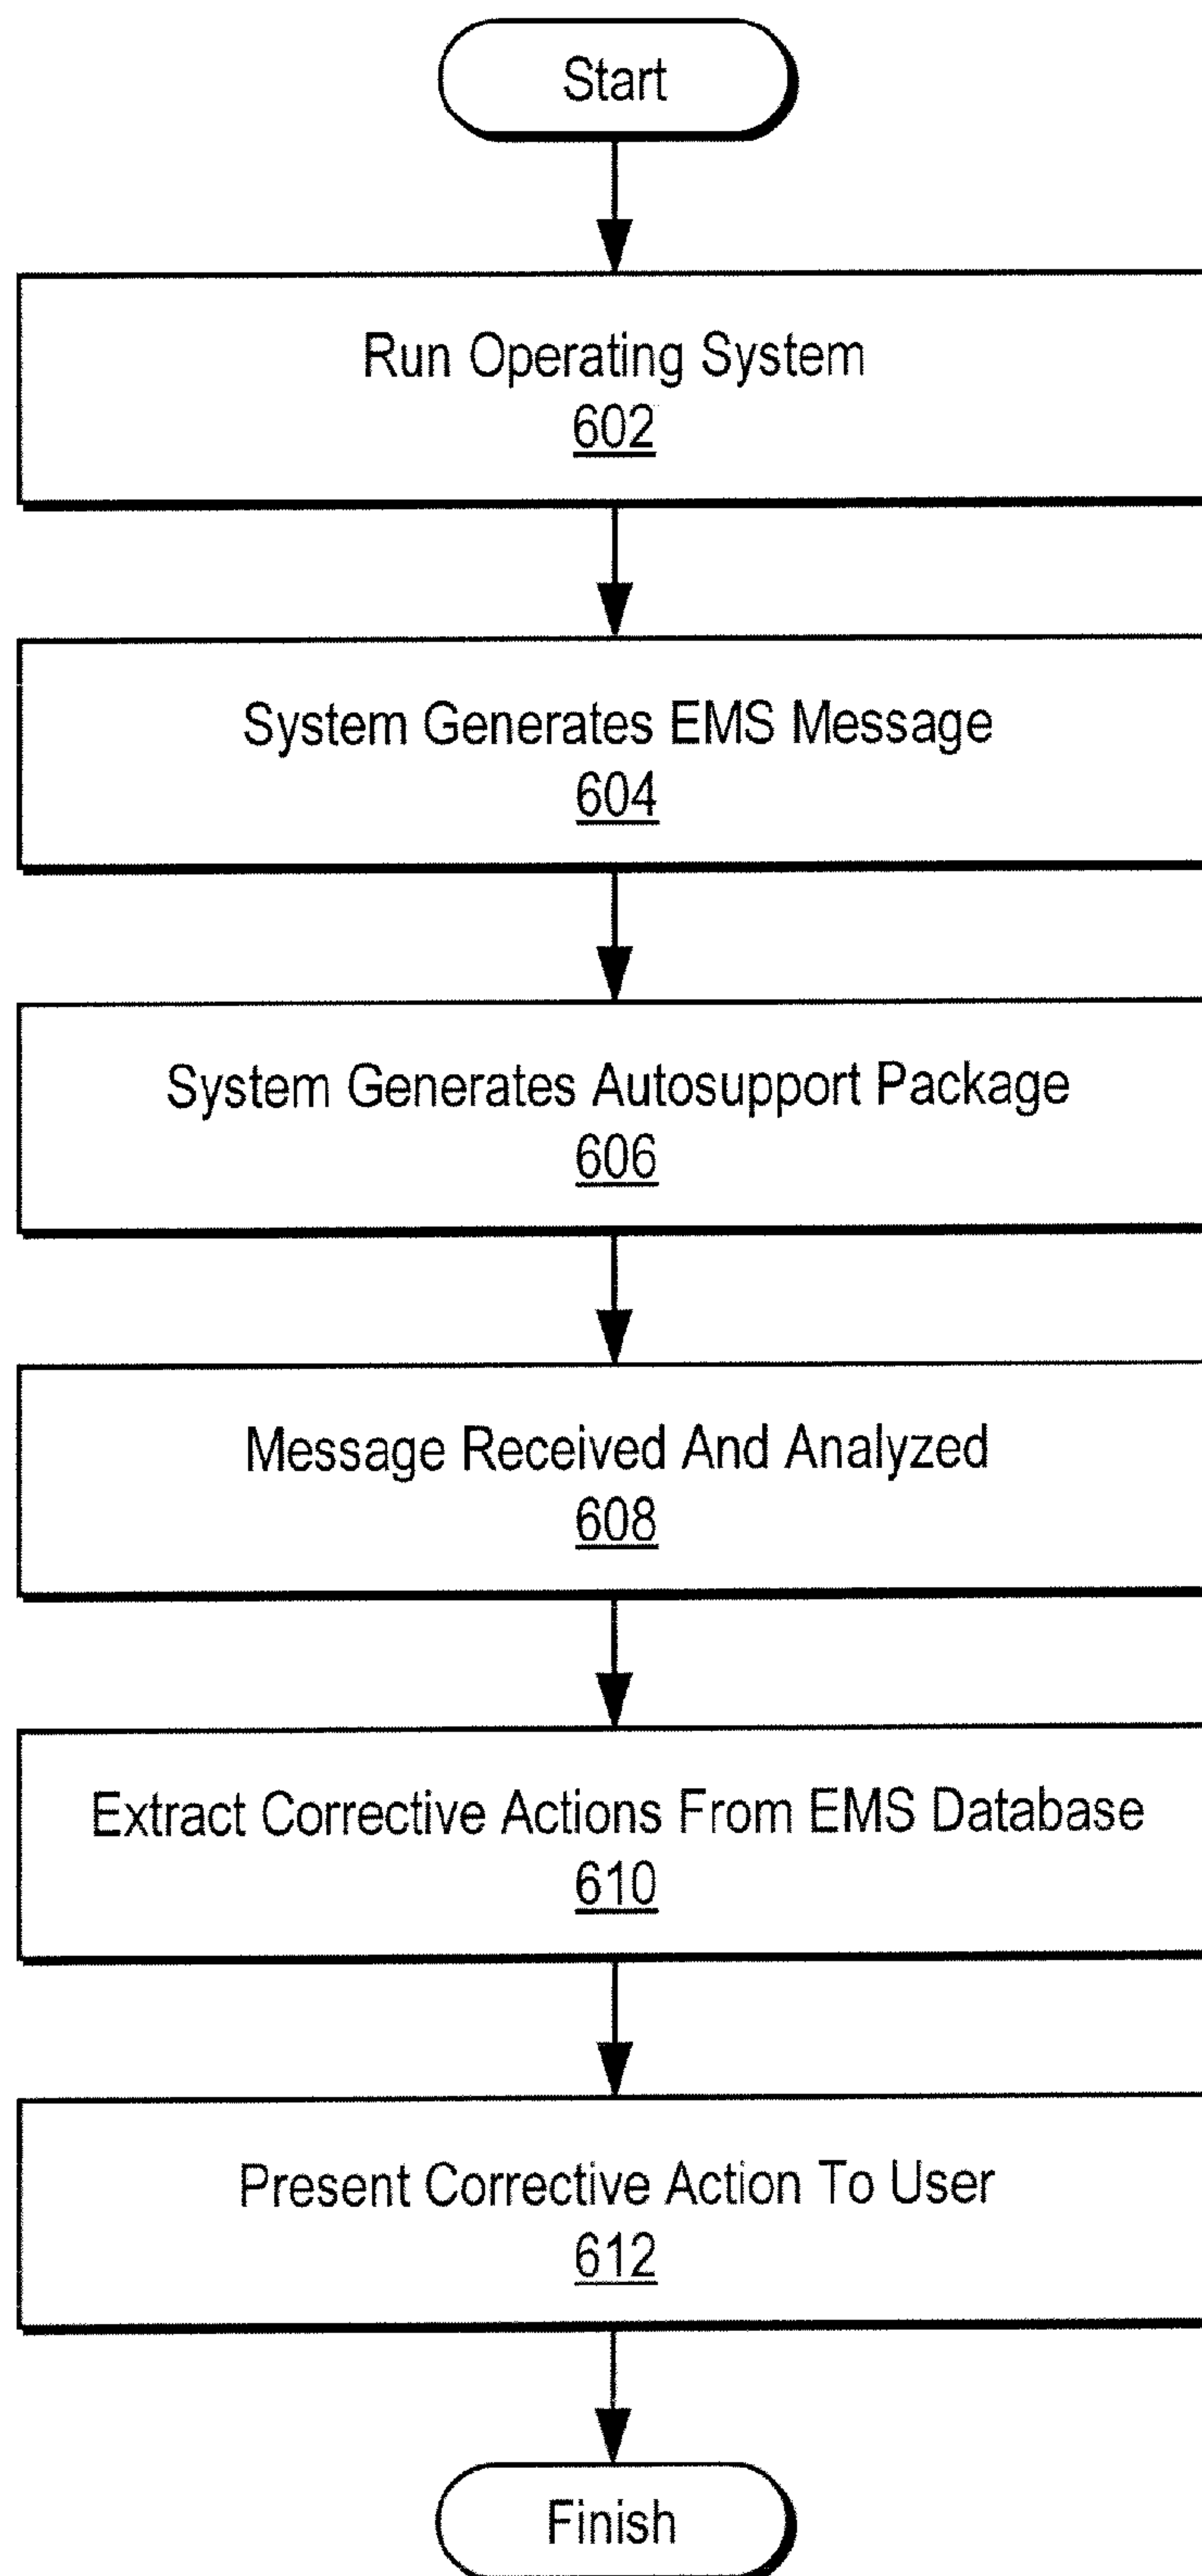 Start
Run Operating System
602
System Generates EMS Message
604
System Generates Autosupport Package
606
Message Received And Analyzed
608
Extract Corrective Actions From EMS Database
610
Present Corrective Action To User
612
Finish